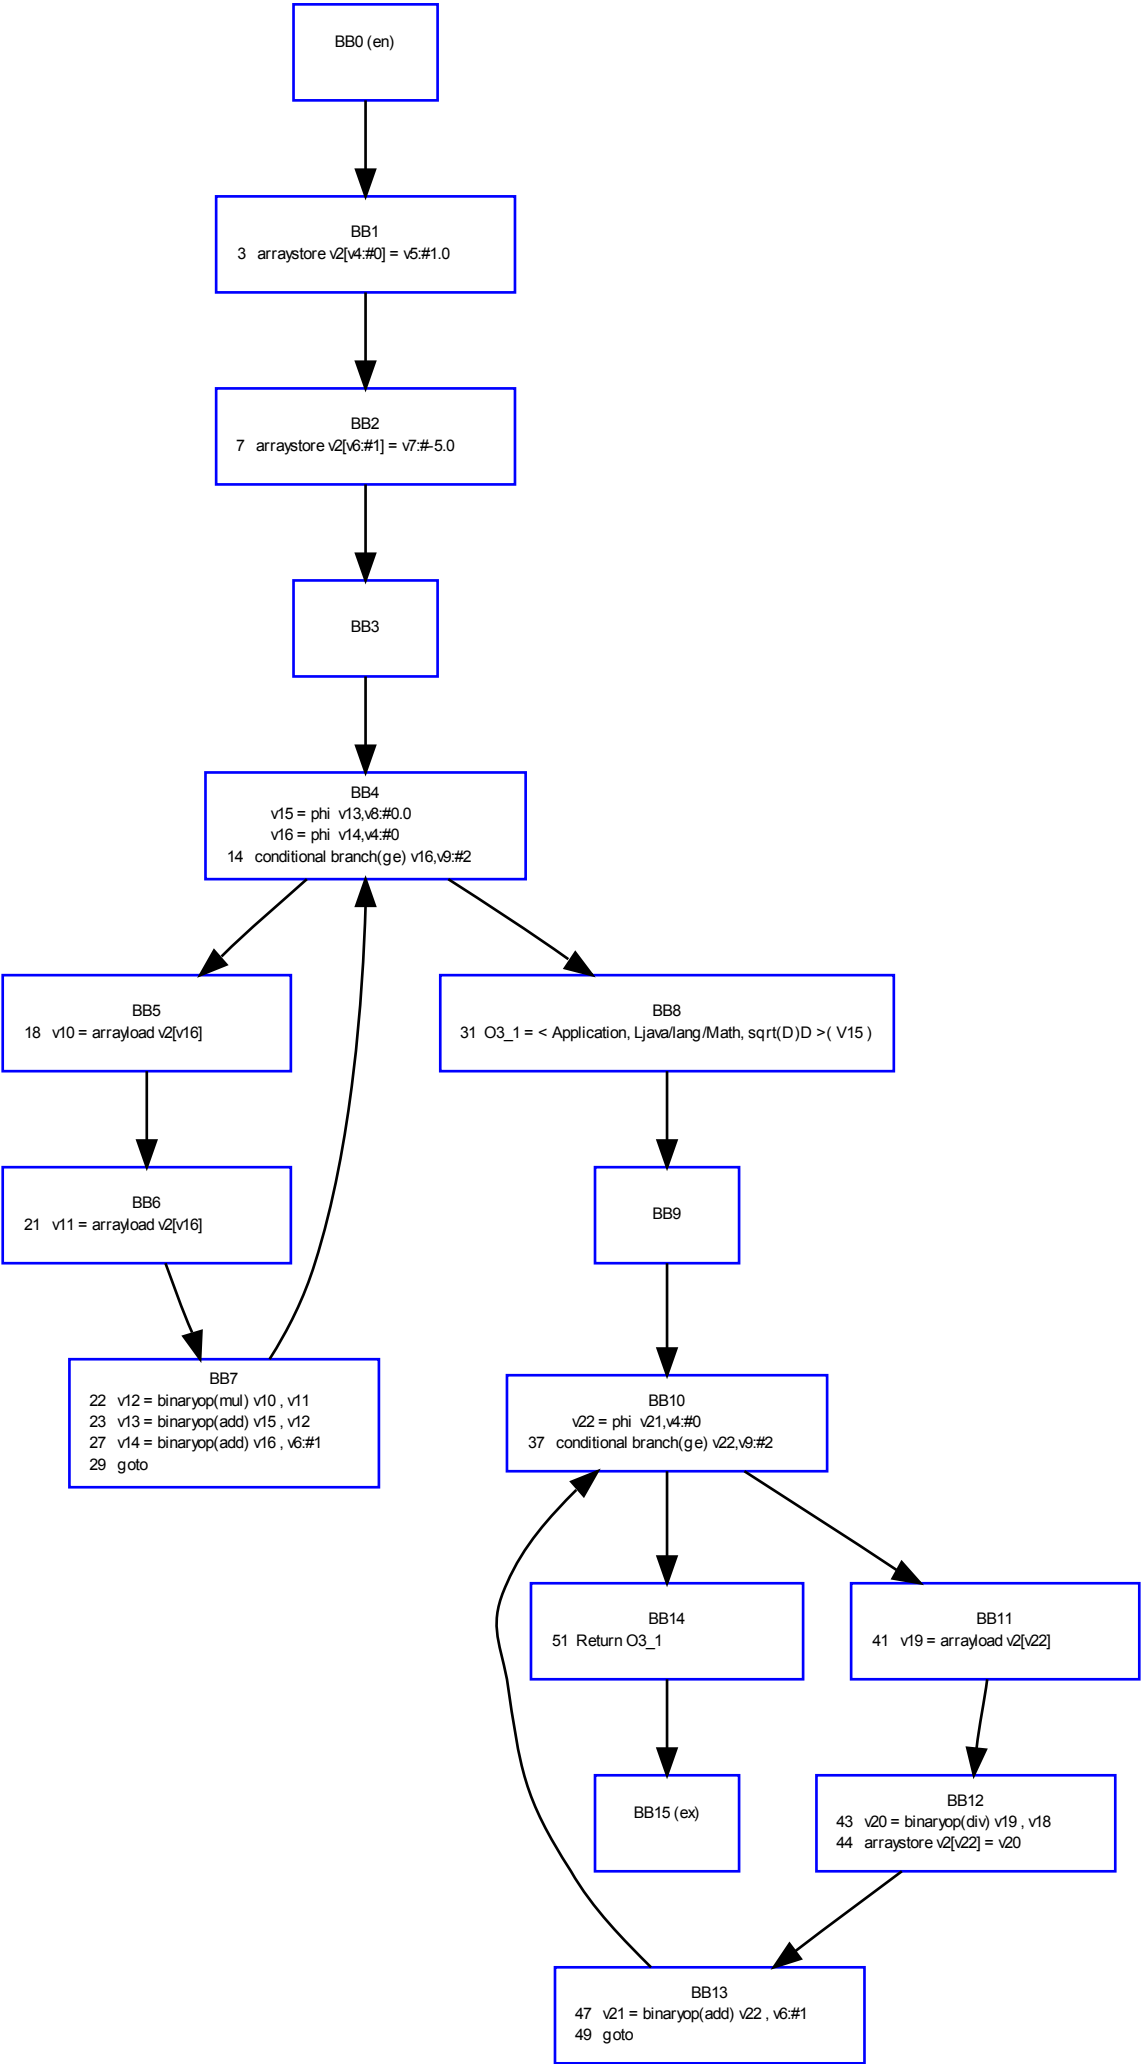 BB0 (en)
BB1
3 arraystore v2[v4:#0] = v5:#1.0
BB2
7 arraystore v2[v6:#1] = v7:#-5.0
BB3
BB4
v15 = phi v13,v8:#0.0
v16 = phi v14,v4:#0
14 conditional branch(ge) v16,v9:#2
BB5
18 v10 = arrayload v2[v16]
BB8
31 O3_1 = < Application, Ljava/lang/Math, sqrt(D)D >( V15 )
BB6
21 v11 = arrayload v2[v16]
BB9
BB7
22 v12 = binaryop(mul) v10 , v11
23 v13 = binaryop(add) v15 , v12
27 v14 = binaryop(add) v16 , v6:#1
29 goto
BB10
v22 = phi v21,v4:#0
37 conditional branch(ge) v22,v9:#2
BB14
51 Return O3_1
BB11
41 v19 = arrayload v2[v22]
BB15 (ex)
BB12
43 v20 = binaryop(div) v19 , v18
44 arraystore v2[v22] = v20
BB13
47 v21 = binaryop(add) v22 , v6:#1
49 goto